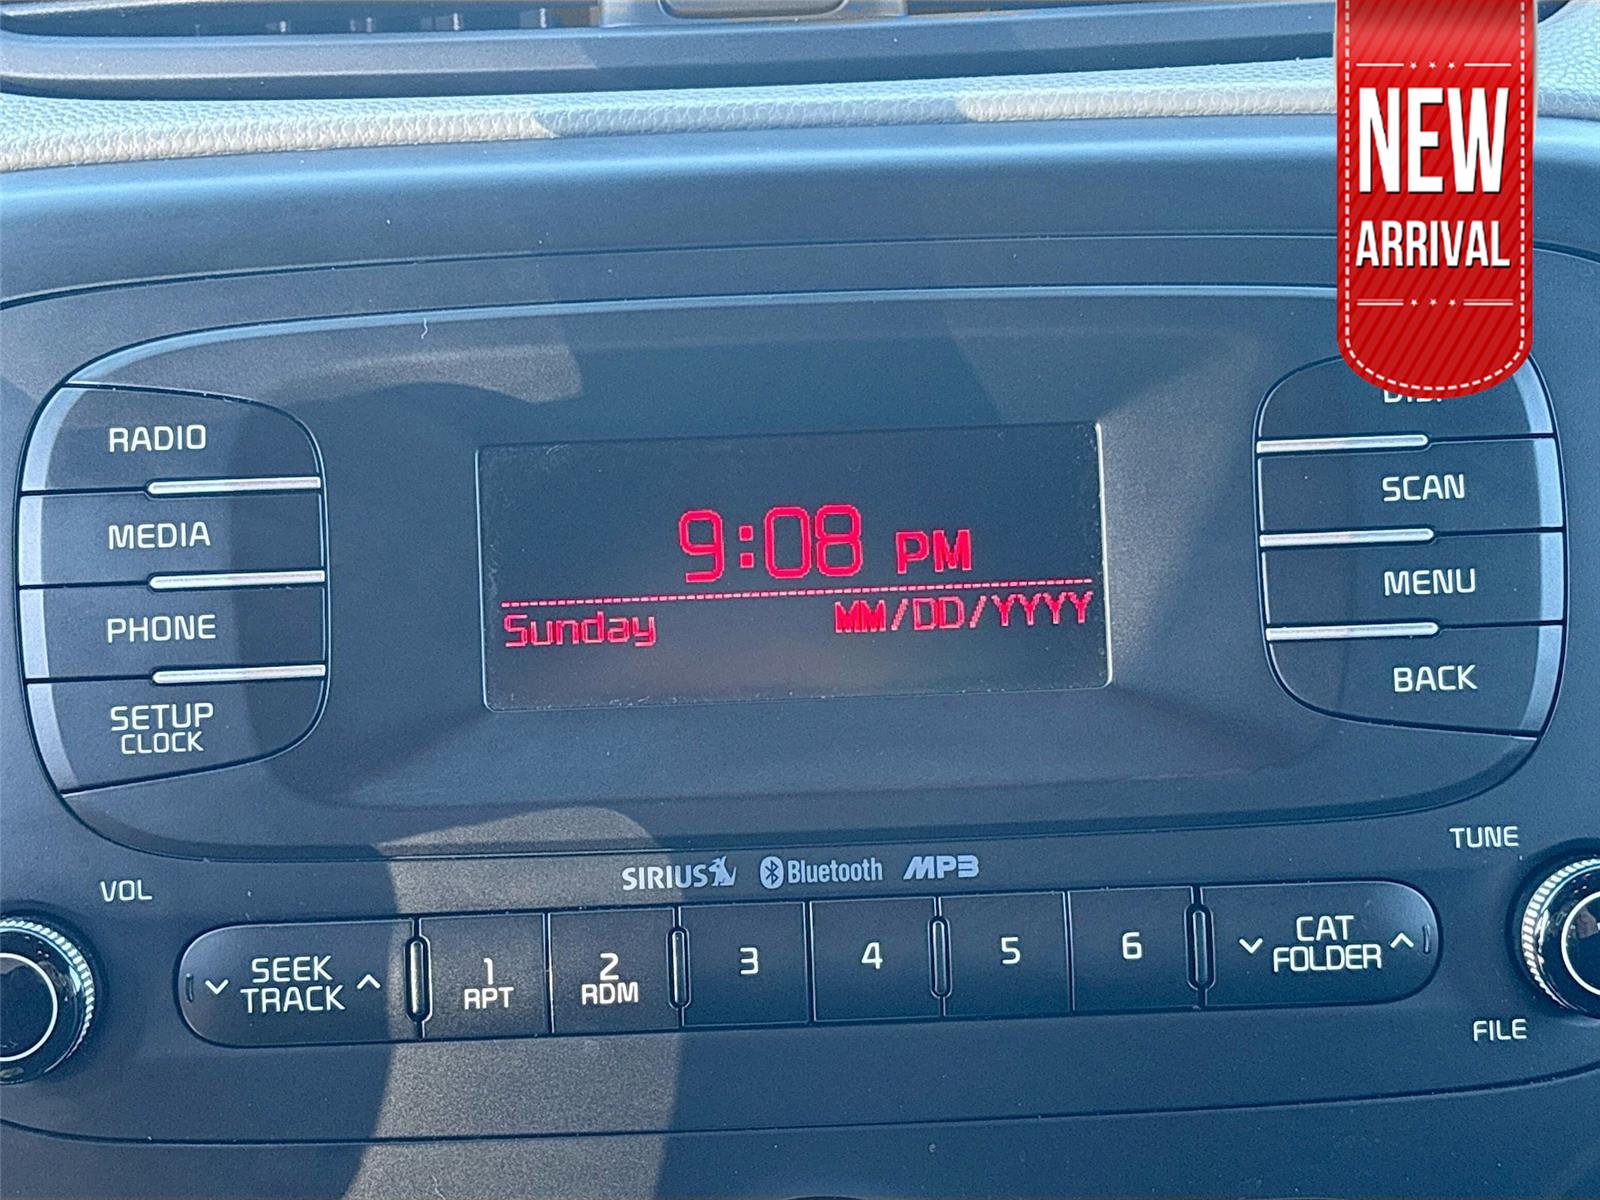 NEW
ARRIVAL
RADIO
MEDIA
PHONE
SETUP
CLOCK
9:08 PM
Sunday MM/DD/YYYY
SCAN
MENU
BACK
VOL
TUNE
SIRIUS Bluetooth MP3
SEEK
TRACK
1
RPT
2
RDM
3
4
5
6
CAT
FOLDER
FILE